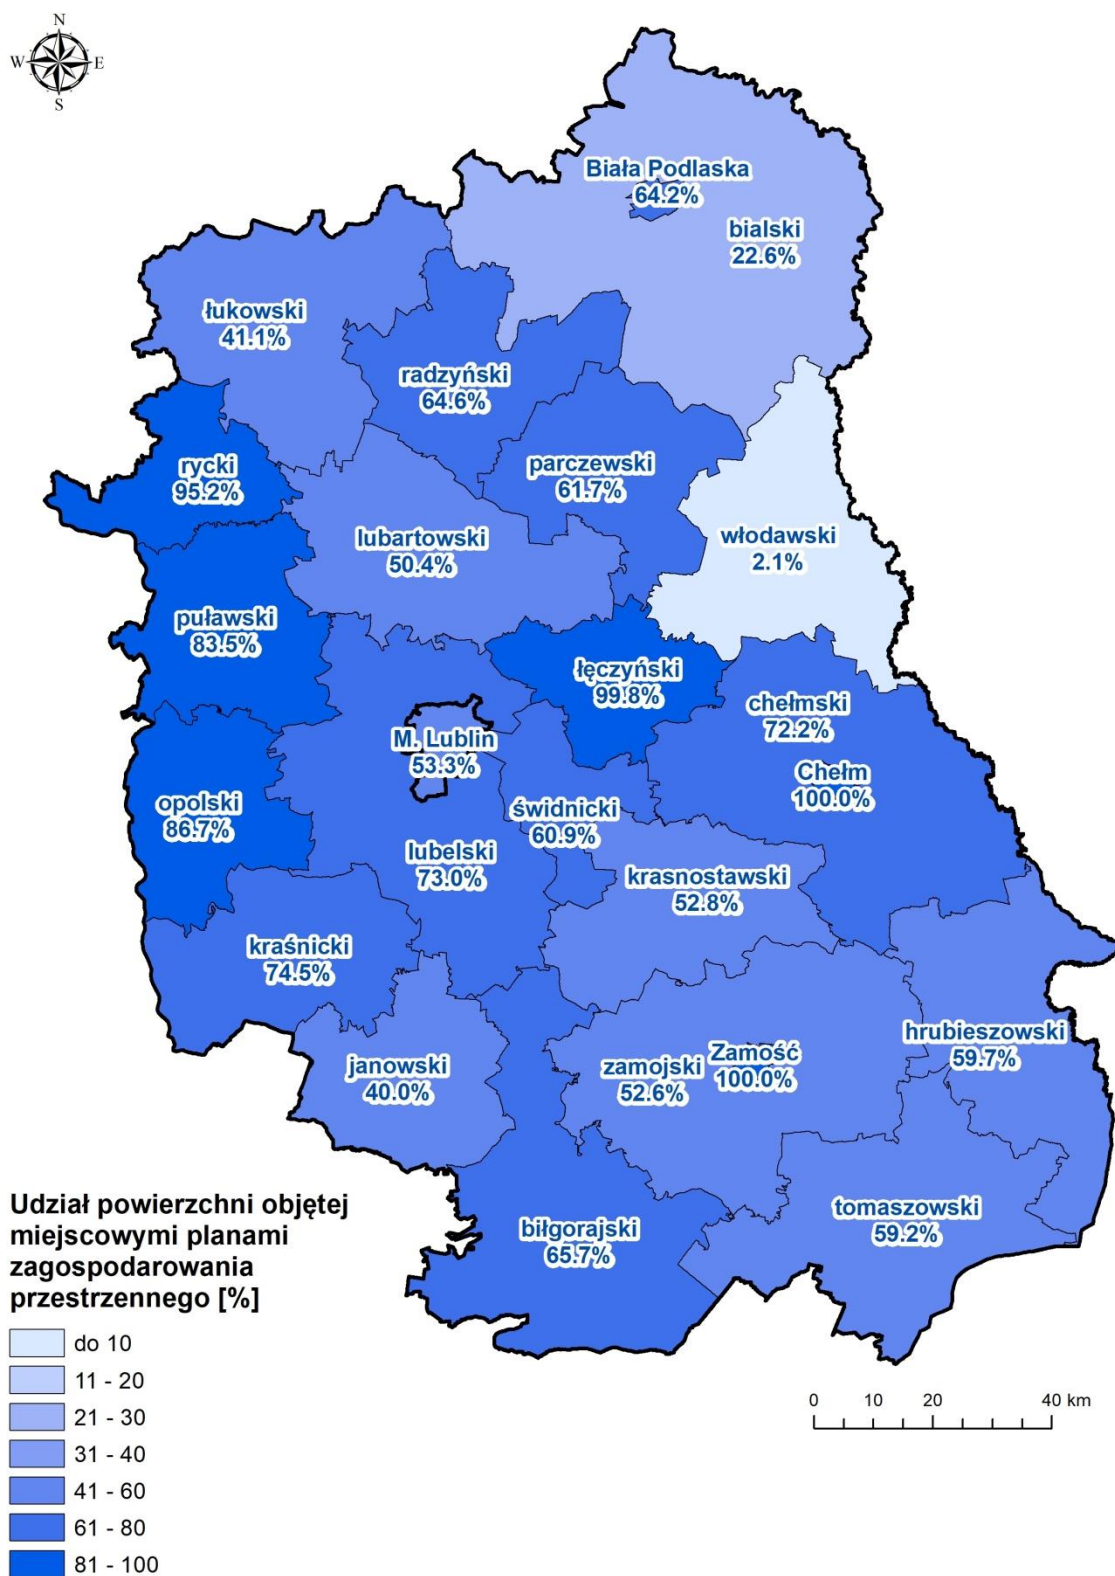 N
W E
S
Biała Podlaska
64.2%
bialski
22.6%
łukowski
41.1%
radzyński
64.6%
rycki
95.2%
parczewski
61.7%
lubartowski
50.4%
włodawski
2.1%
puławski
83.5%
łęczyński
99.8%
chełmski
72.2%
M. Lublin
53.3%
Chełm
100.0%
opolski
86.7%
świdnicki
60.9%
lubelski
73.0%
krasnostawski
52.8%
kraśnicki
74.5%
hrubieszowski
59.7%
janowski
40.0%
zamojski
52.6%
Zamość
100.0%
tomaszowski
59.2%
biłgorajski
65.7%
Udział powierzchni objętej
miejscowymi planami
zagospodarowania
przestrzennego [%]
do 10
11 - 20
21 - 30
31 - 40
41 - 60
61 - 80
81 - 100
0 10 20 40 km